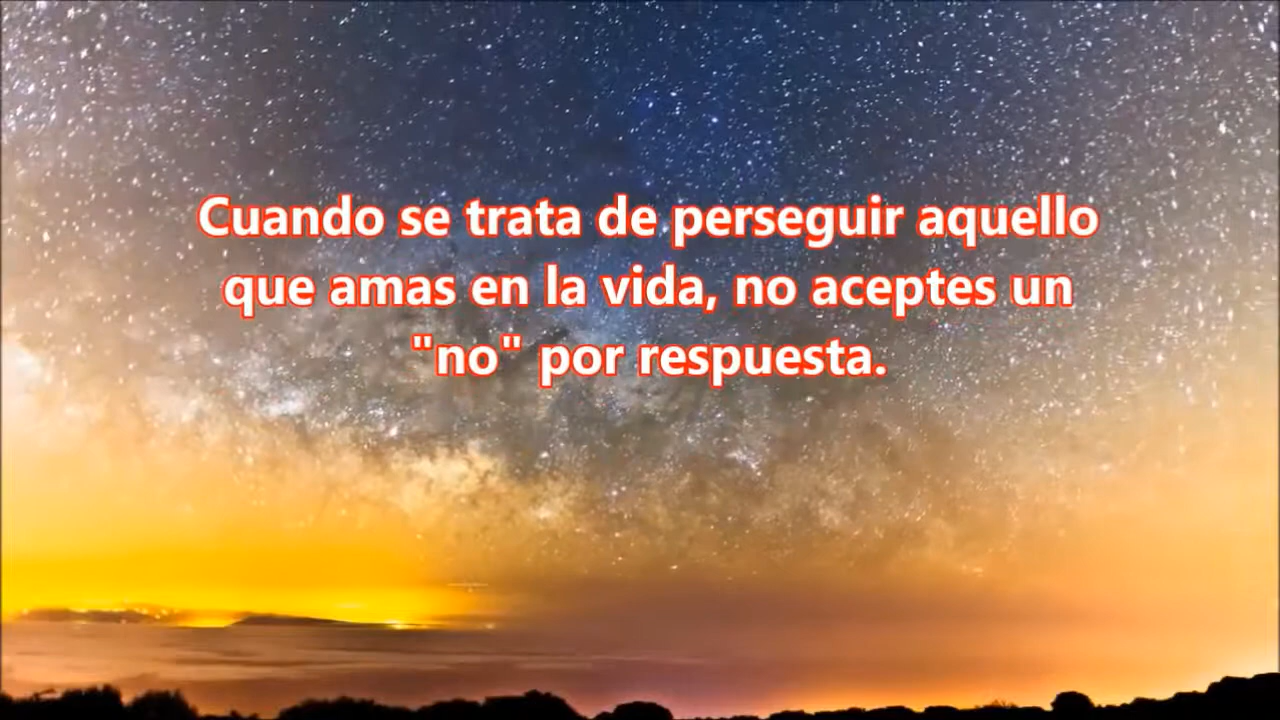 Cuando se trata de perseguir aquello
que amas en la vida, no aceptes un
"no" por respuesta.